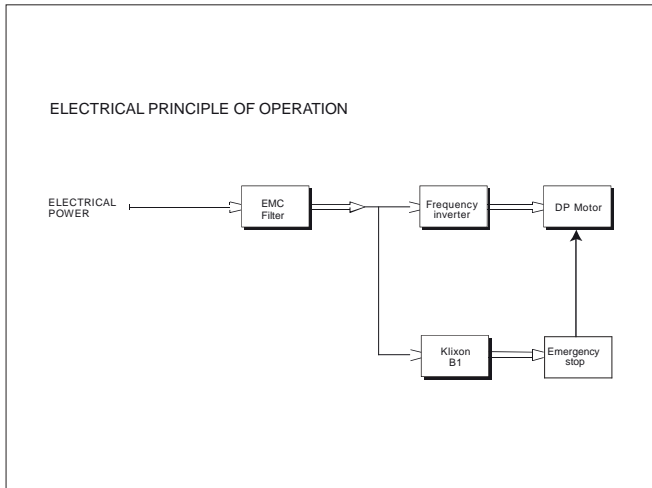 ELECTRICAL PRINCIPLE OF OPERATION
ELECTRICAL
POWER
EMC
Filter
Frequency
inverter
DP Motor
Klixon
B1
Emergency
stop